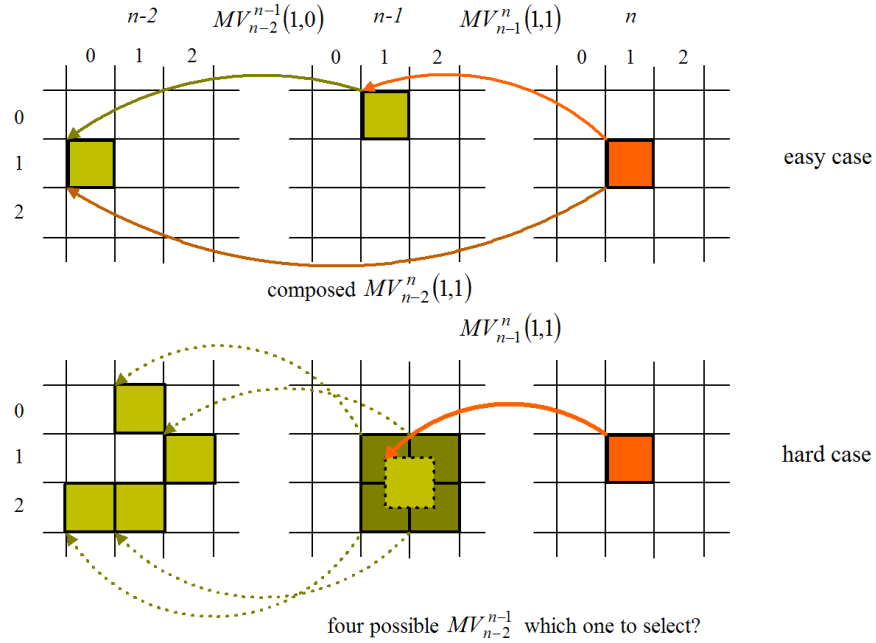 n-2 MV_{n-2}^{n-1}(1,0) n-1 MV_{n-1}^{n}(1,1) n
0 1 2 0 1 2 0 1 2
0
1 easy case
2
composed MV_{n-2}^{n}(1,1)
MV_{n-1}^{n}(1,1)
0
1 hard case
2
four possible MV_{n-2}^{n-1} which one to select?